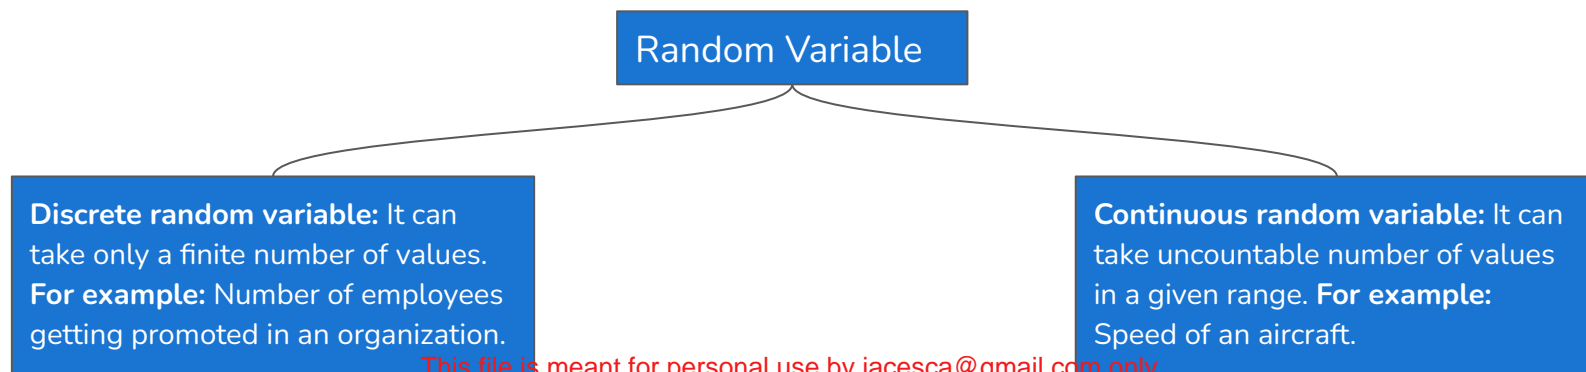 Random Variable
Discrete random variable: It can
take only a finite number of values.
For example: Number of employees
getting promoted in an organization.
Continuous random variable: It can
take uncountable number of values
in a given range. For example:
Speed of an aircraft.
This file is meant for personal use by jacesca@gmail.com only.